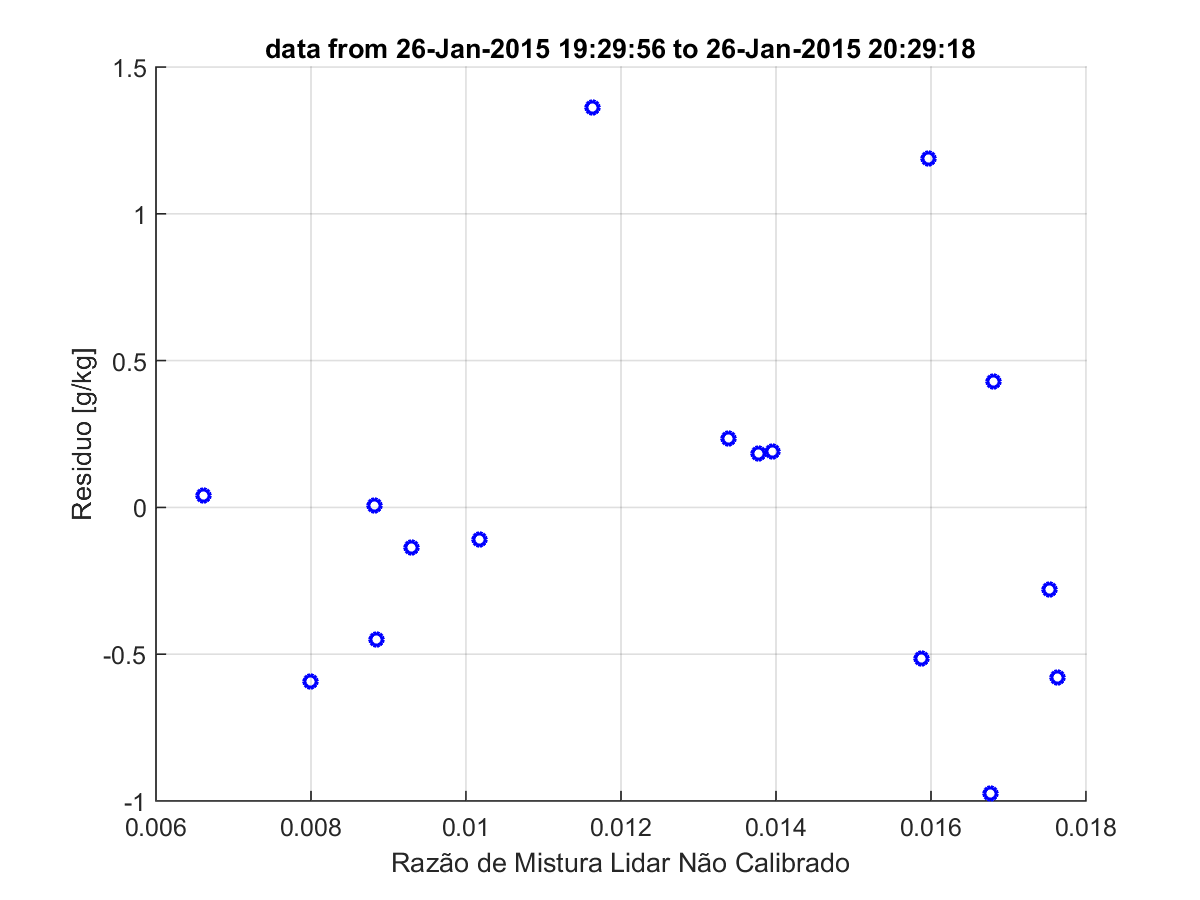 data from 26-Jan-2015 19:29:56 to 26-Jan-2015 20:29:18
1.5
1
0.5
0
-0.5
-1
Residuo [g/kg]
0.006 0.008 0.01 0.012 0.014 0.016 0.018
Razão de Mistura Lidar Não Calibrado